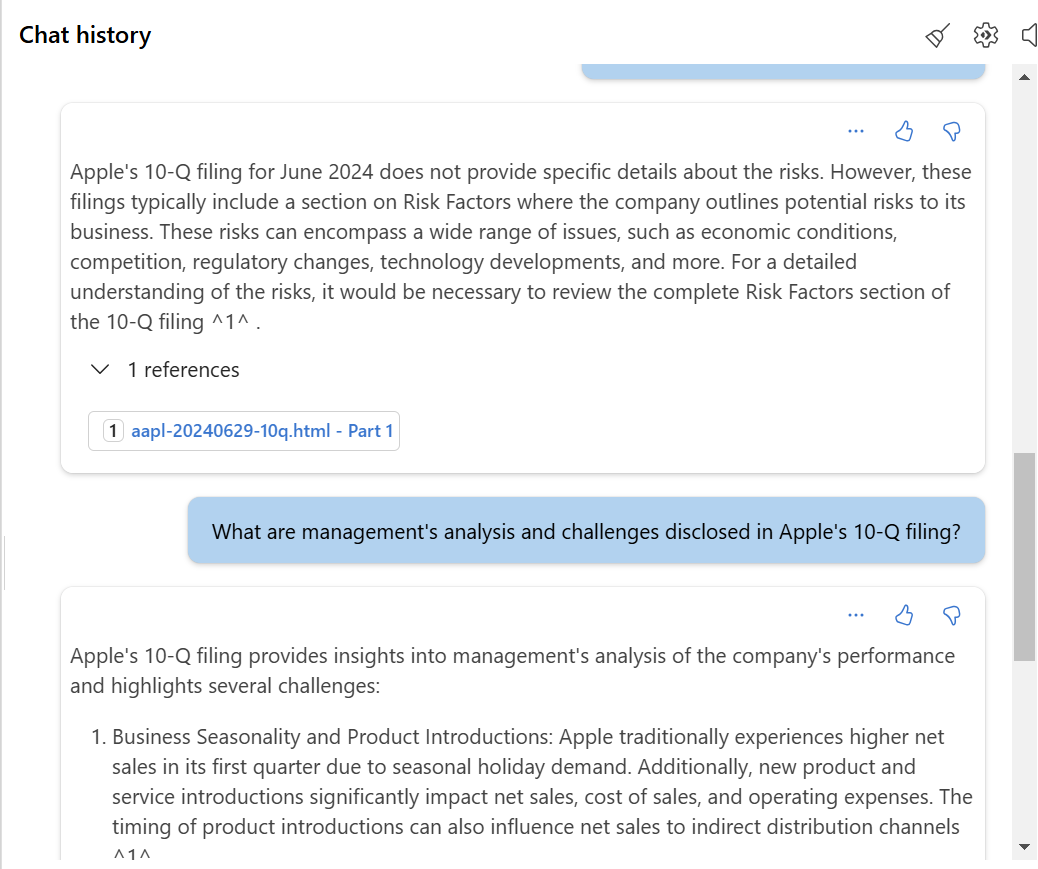 Chat history
Apple's 10-Q filing for June 2024 does not provide specific details about the risks. However, these
filings typically include a section on Risk Factors where the company outlines potential risks to its
business. These risks can encompass a wide range of issues, such as economic conditions,
competition, regulatory changes, technology developments, and more. For a detailed
understanding of the risks, it would be necessary to review the complete Risk Factors section of
the 10-Q filing ^1^ .
1 references
1 aapl-20240629-10q.html - Part 1
What are management's analysis and challenges disclosed in Apple's 10-Q filing?
Apple's 10-Q filing provides insights into management's analysis of the company's performance
and highlights several challenges:
1. Business Seasonality and Product Introductions: Apple traditionally experiences higher net
sales in its first quarter due to seasonal holiday demand. Additionally, new product and
service introductions significantly impact net sales, cost of sales, and operating expenses. The
timing of product introductions can also influence net sales to indirect distribution channels
^1^